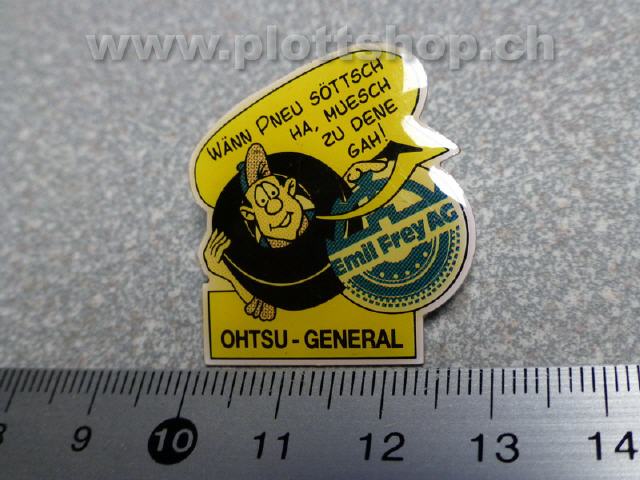 www.plottshop.ch
WÄNN PNEU SÖTTSCH
HA, MUESCH
ZU DENE
GAH!
Emil Frey AG
OHTSU - GENERAL
9 10 11 12 13 14